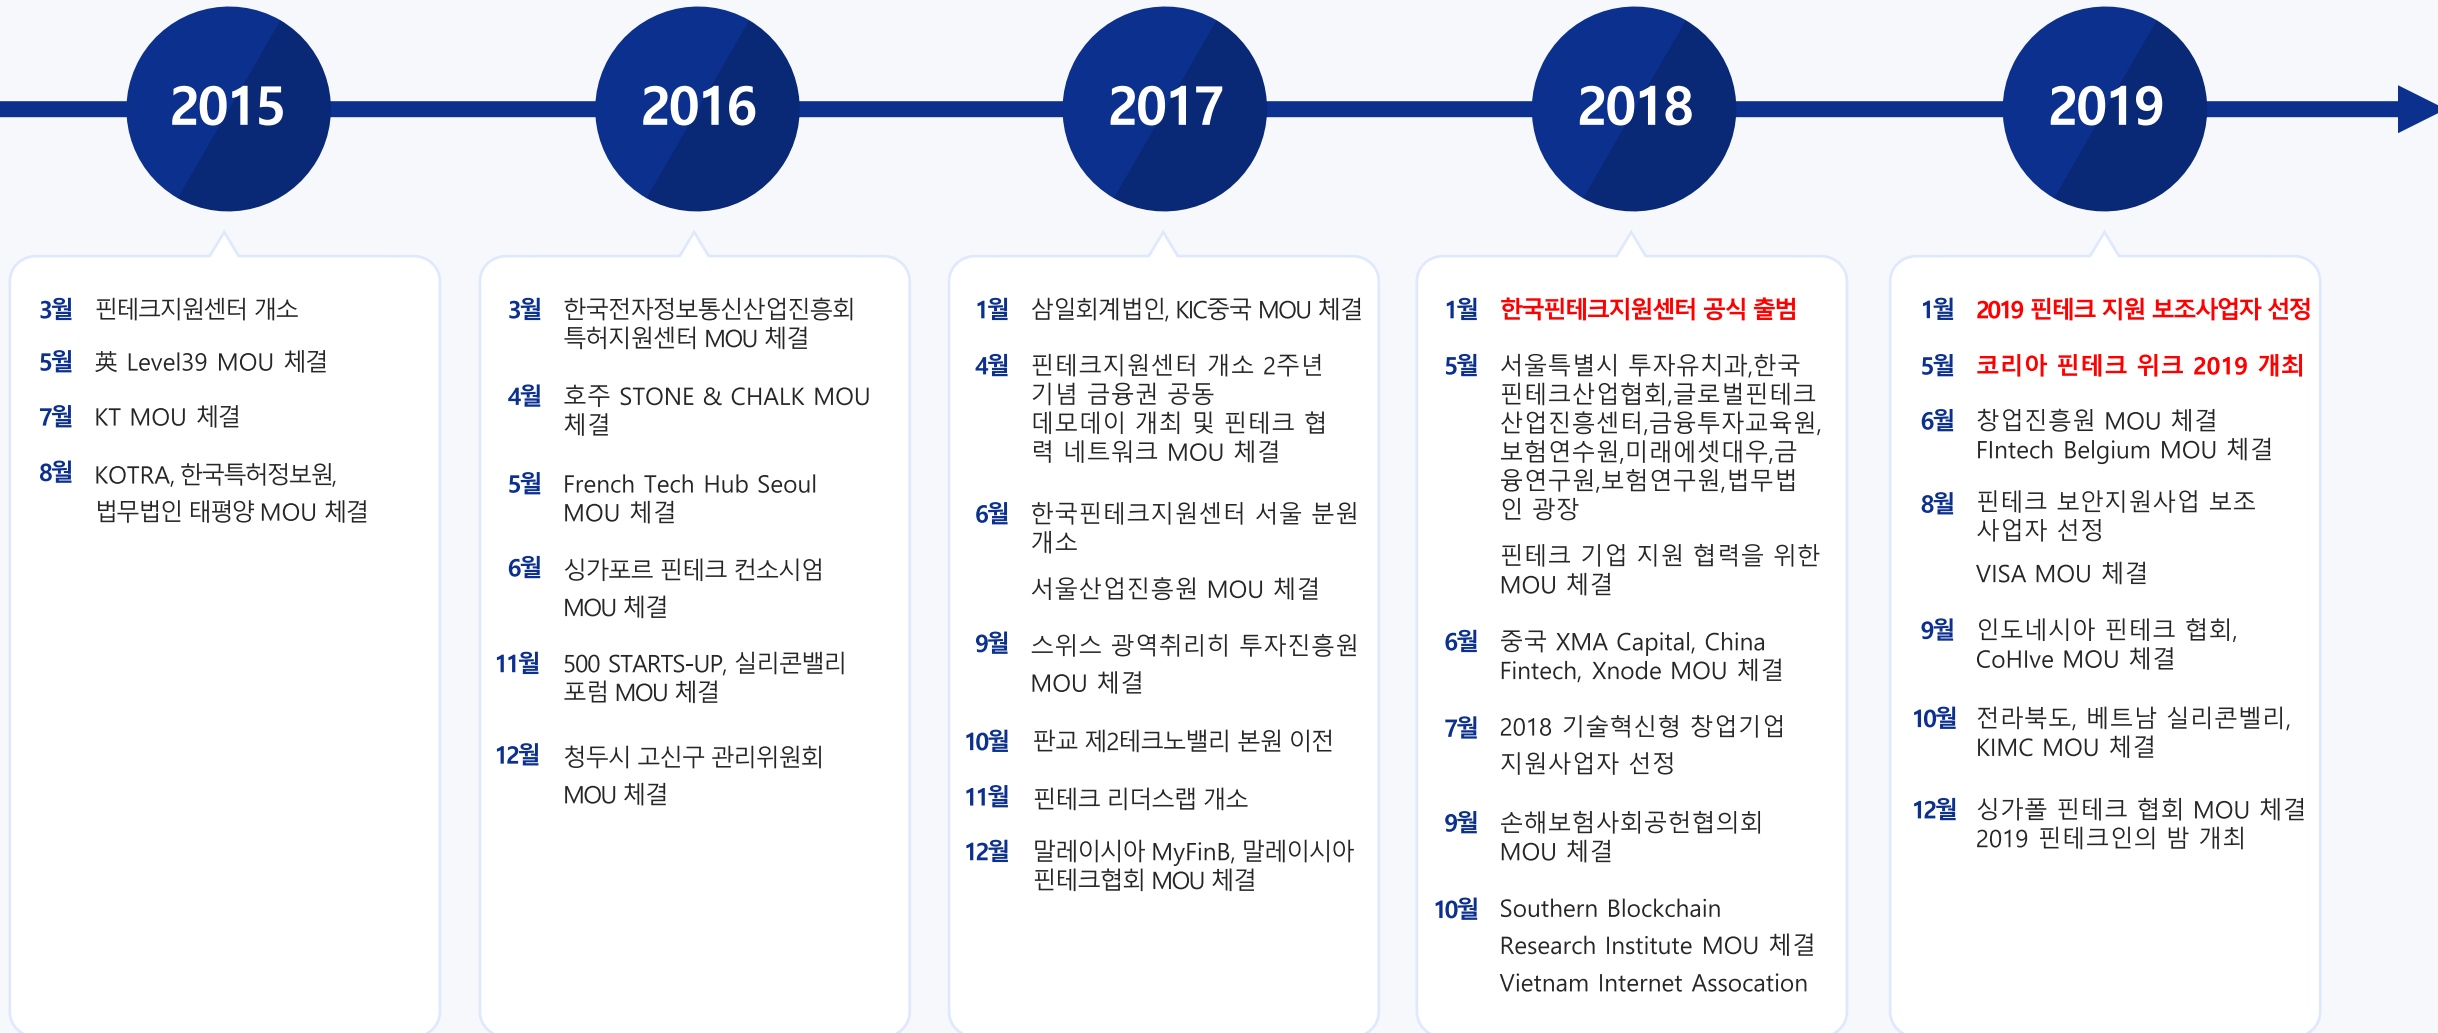 2015
2016
2017
2018
2019
3월 핀테크지원센터 개소
5월 英 Level39 MOU 체결
7월 KT MOU 체결
8월 KOTRA, 한국특허정보원,
법무법인 태평양 MOU 체결
3월 한국전자정보통신산업진흥회
특허지원센터 MOU 체결
4월 호주 STONE & CHALK MOU
체결
5월 French Tech Hub Seoul
MOU 체결
6월 싱가포르 핀테크 컨소시엄
MOU 체결
11월 500 STARTS-UP, 실리콘밸리
포럼 MOU 체결
12월 청두시 고신구 관리위원회
MOU 체결
1월 삼일회계법인, KIC중국 MOU 체결
4월 핀테크지원센터 개소 2주년
기념 금융권 공동
데모데이 개최 및 핀테크 협
력 네트워크 MOU 체결
6월 한국핀테크지원센터 서울 분원
개소
서울산업진흥원 MOU 체결
9월 스위스 광역취리히 투자진흥원
MOU 체결
10월 판교 제2테크노밸리 본원 이전
11월 핀테크 리더스랩 개소
12월 말레이시아 MyFinB, 말레이시아
핀테크협회 MOU 체결
1월 한국핀테크지원센터 공식 출범
5월 서울특별시 투자유치과,한국
핀테크산업협회,글로벌핀테크
산업진흥센터,금융투자교육원,
보험연수원,미래에셋대우,금
융연구원,보험연구원,법무법
인 광장
핀테크 기업 지원 협력을 위한
MOU 체결
6월 중국 XMA Capital, China
Fintech, Xnode MOU 체결
7월 2018 기술혁신형 창업기업
지원사업자 선정
9월 손해보험사회공헌협의회
MOU 체결
10월 Southern Blockchain
Research Institute MOU 체결
Vietnam Internet Assocation
1월 2019 핀테크 지원 보조사업자 선정
5월 코리아 핀테크 위크 2019 개최
6월 창업진흥원 MOU 체결
FIntech Belgium MOU 체결
8월 핀테크 보안지원사업 보조
사업자 선정
VISA MOU 체결
9월 인도네시아 핀테크 협회,
CoHIve MOU 체결
10월 전라북도, 베트남 실리콘벨리,
KIMC MOU 체결
12월 싱가폴 핀테크 협회 MOU 체결
2019 핀테크인의 밤 개최